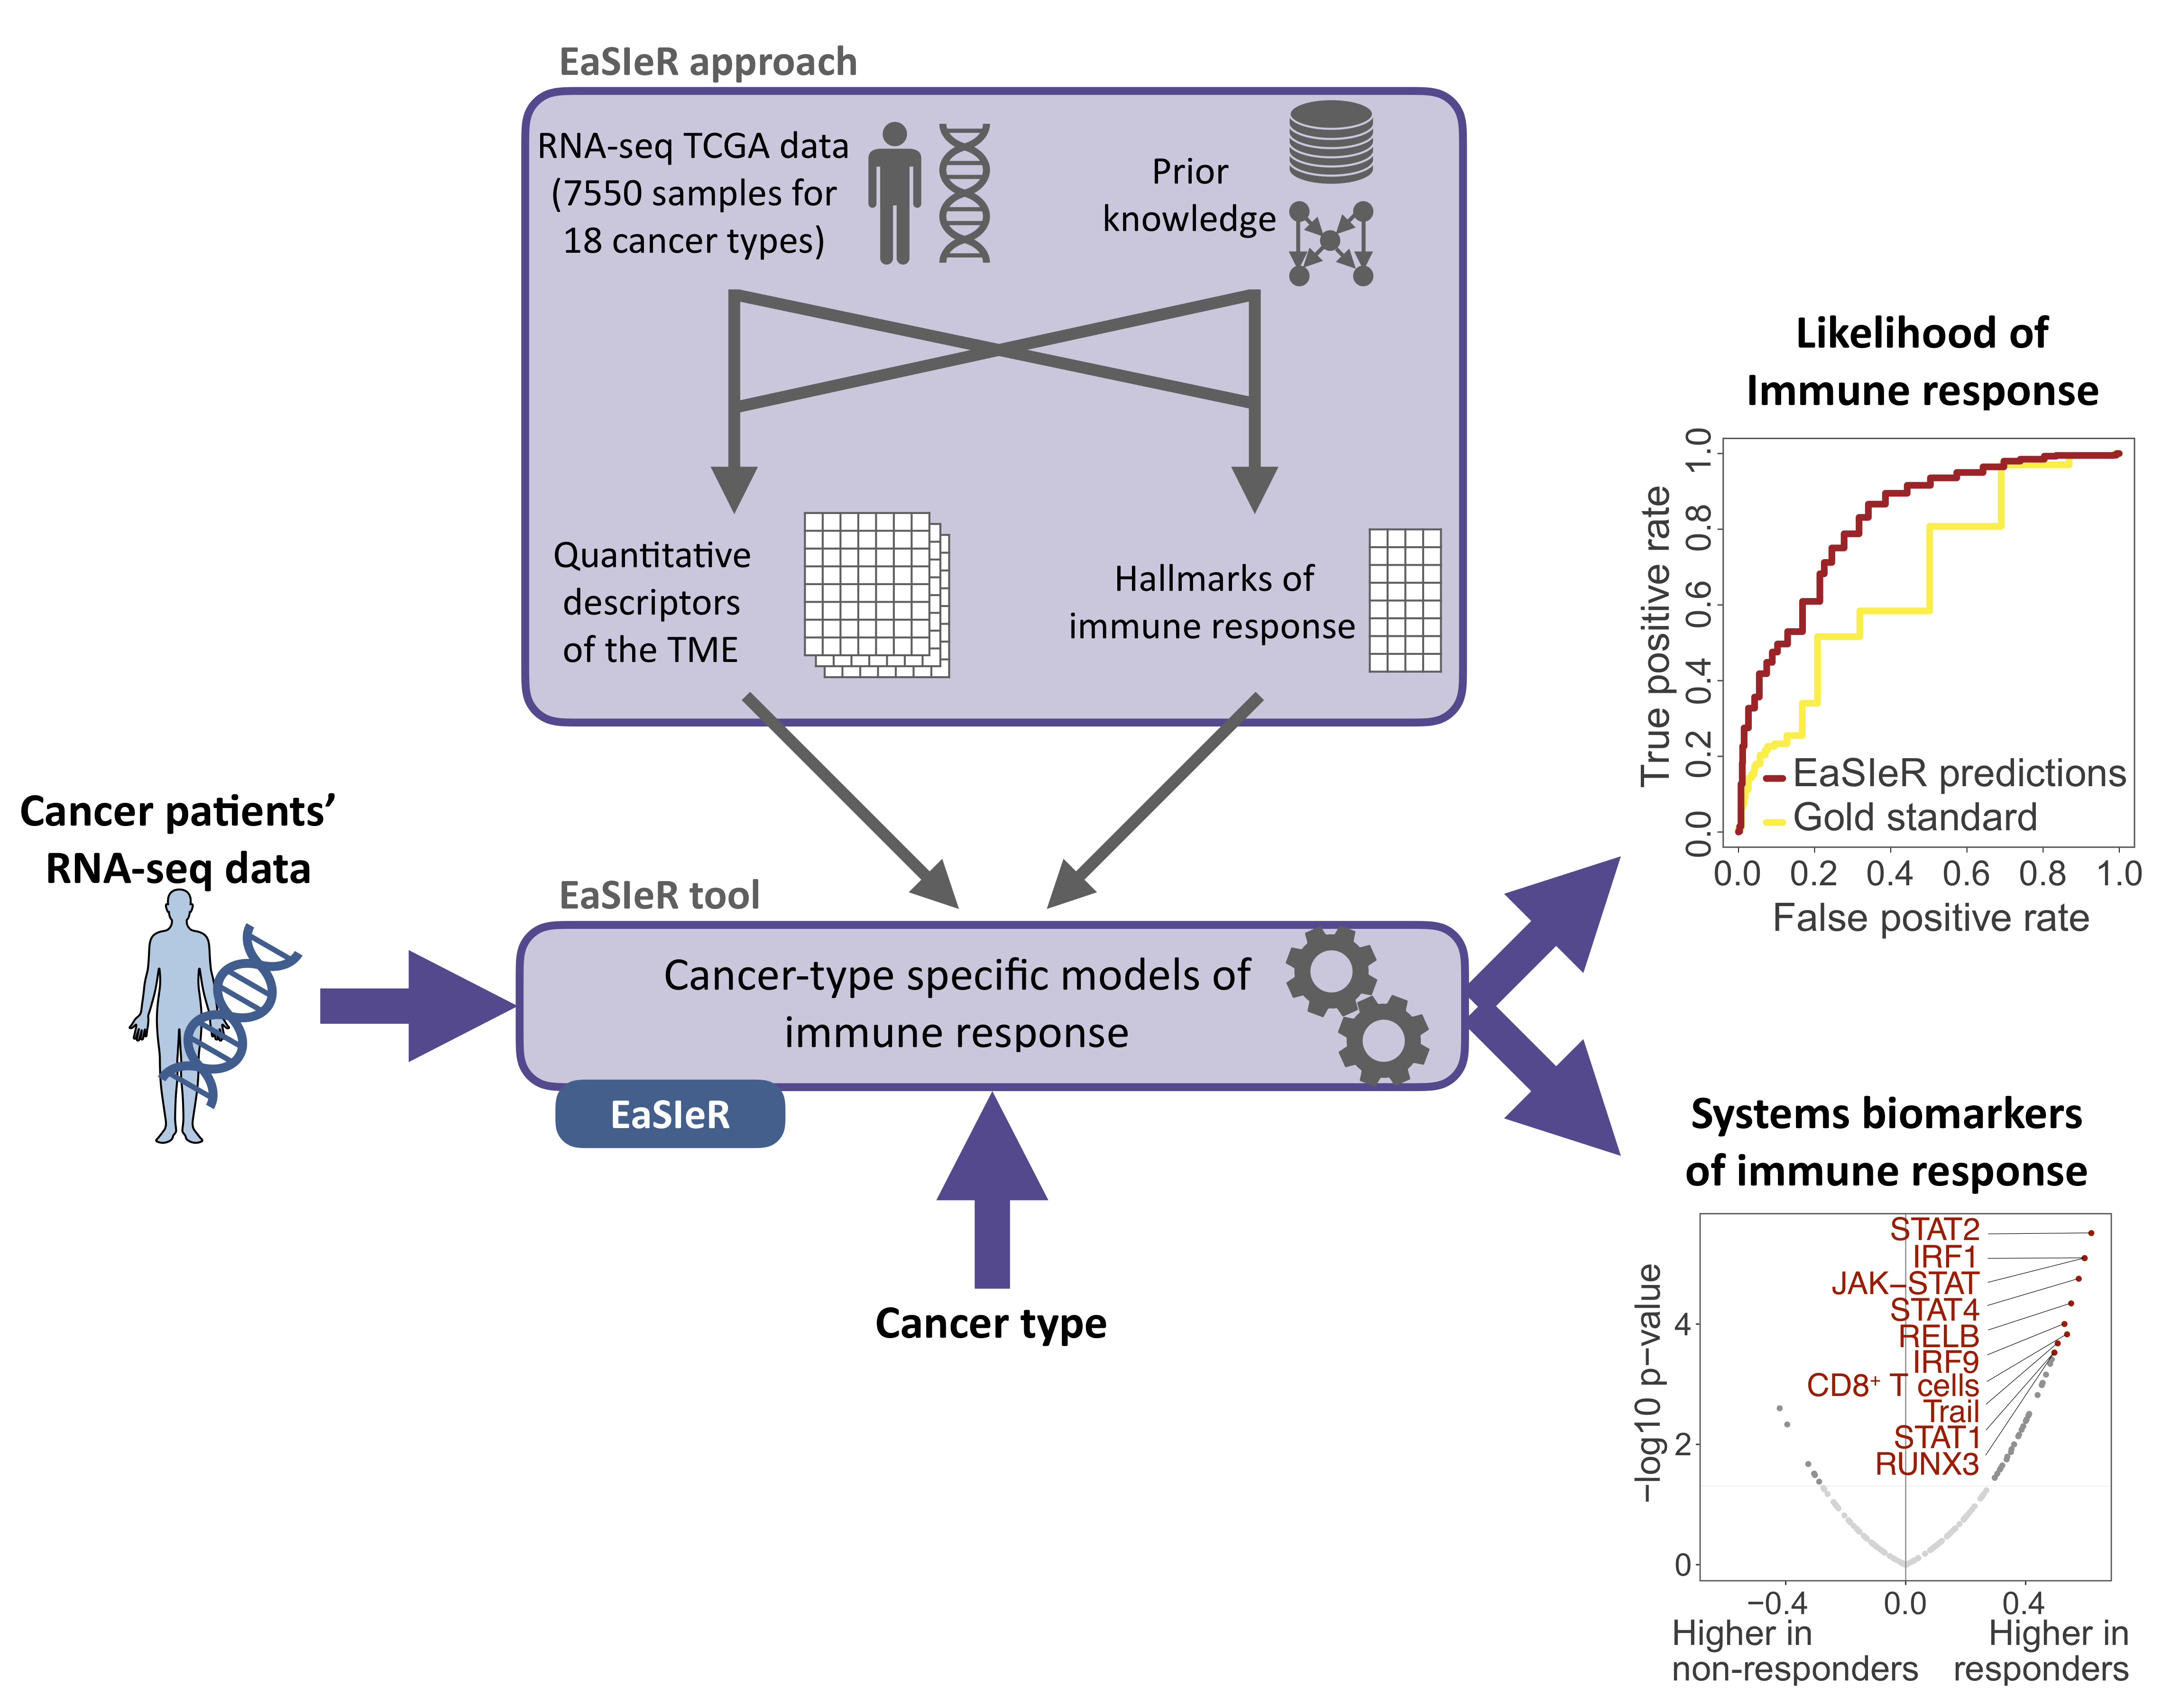 EaSIeR approach
RNA-seq TCGA data
(7550 samples for
18 cancer types)
Prior
knowledge
Quantitative
descriptors
of the TME
Hallmarks of
immune response
Cancer patients’
RNA-seq data
EaSIeR tool
Cancer-type specific models of
immune response
EaSIeR
Cancer type
Likelihood of
Immune response
True positive rate
1.0
0.8
0.6
0.4
0.2
0.0
EaSIeR predictions
Gold standard
0.0 0.2 0.4 0.6 0.8 1.0
False positive rate
Systems biomarkers
of immune response
−log10 p−value
4
2
0
STAT2
IRF1
JAK−STAT
STAT4
RELB
IRF9
CD8⁺ T cells
Trail
STAT1
RUNX3
−0.4 0.0 0.4
Higher in
non-responders
Higher in
responders